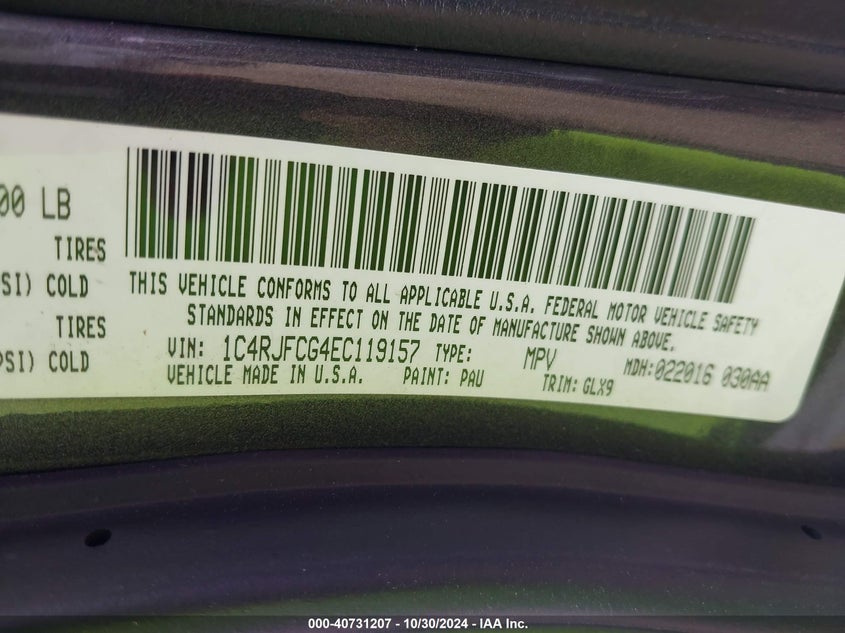 00 LB
TIRES
SI) COLD
TIRES
PSI) COLD
THIS VEHICLE CONFORMS TO ALL APPLICABLE U.S.A. FEDERAL MOTOR VEHICLE SAFETY
STANDARDS IN EFFECT ON THE DATE OF MANUFACTURE SHOWN ABOVE.
VIN: 1C4RJFCG4EC119157 TYPE: MPV MDH:022016 030AA
VEHICLE MADE IN U.S.A. PAINT: PAU TRIM: GLX9
000-40731207 - 10/30/2024 - IAA Inc.